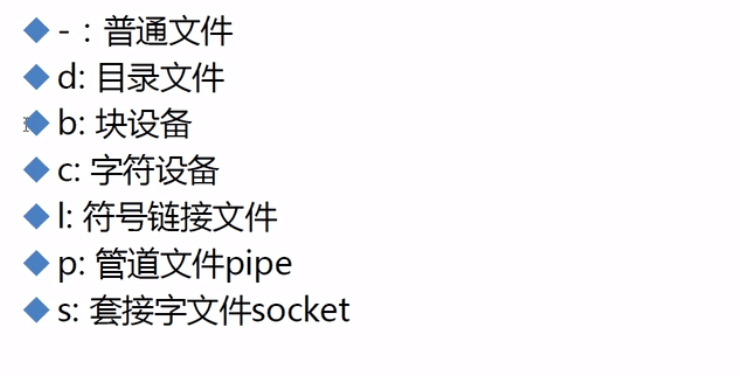 - : 普通文件
d: 目录文件
b: 块设备
c: 字符设备
l: 符号链接文件
p: 管道文件pipe
s: 套接字文件socket